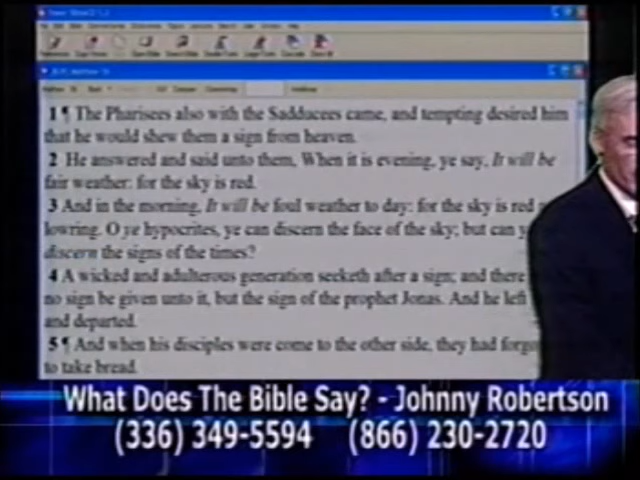 1 ¶ The Pharisees also with the Sadducees came, and tempting desired him
that he would shew them a sign from heaven.
2 He answered and said unto them, When it is evening, ye say, It will be
fair weather: for the sky is red.
3 And in the morning, It will be foul weather to day: for the sky is red
lowring. O ye hypocrites, ye can discern the face of the sky; but can y
discern the signs of the times?
4 A wicked and adulterous generation seeketh after a sign; and there
no sign be given unto it, but the sign of the prophet Jonas. And he left
and departed.
5 ¶ And when his disciples were come to the other side, they had forgo
to take bread.
What Does The Bible Say? - Johnny Robertson
(336) 349-5594 (866) 230-2720